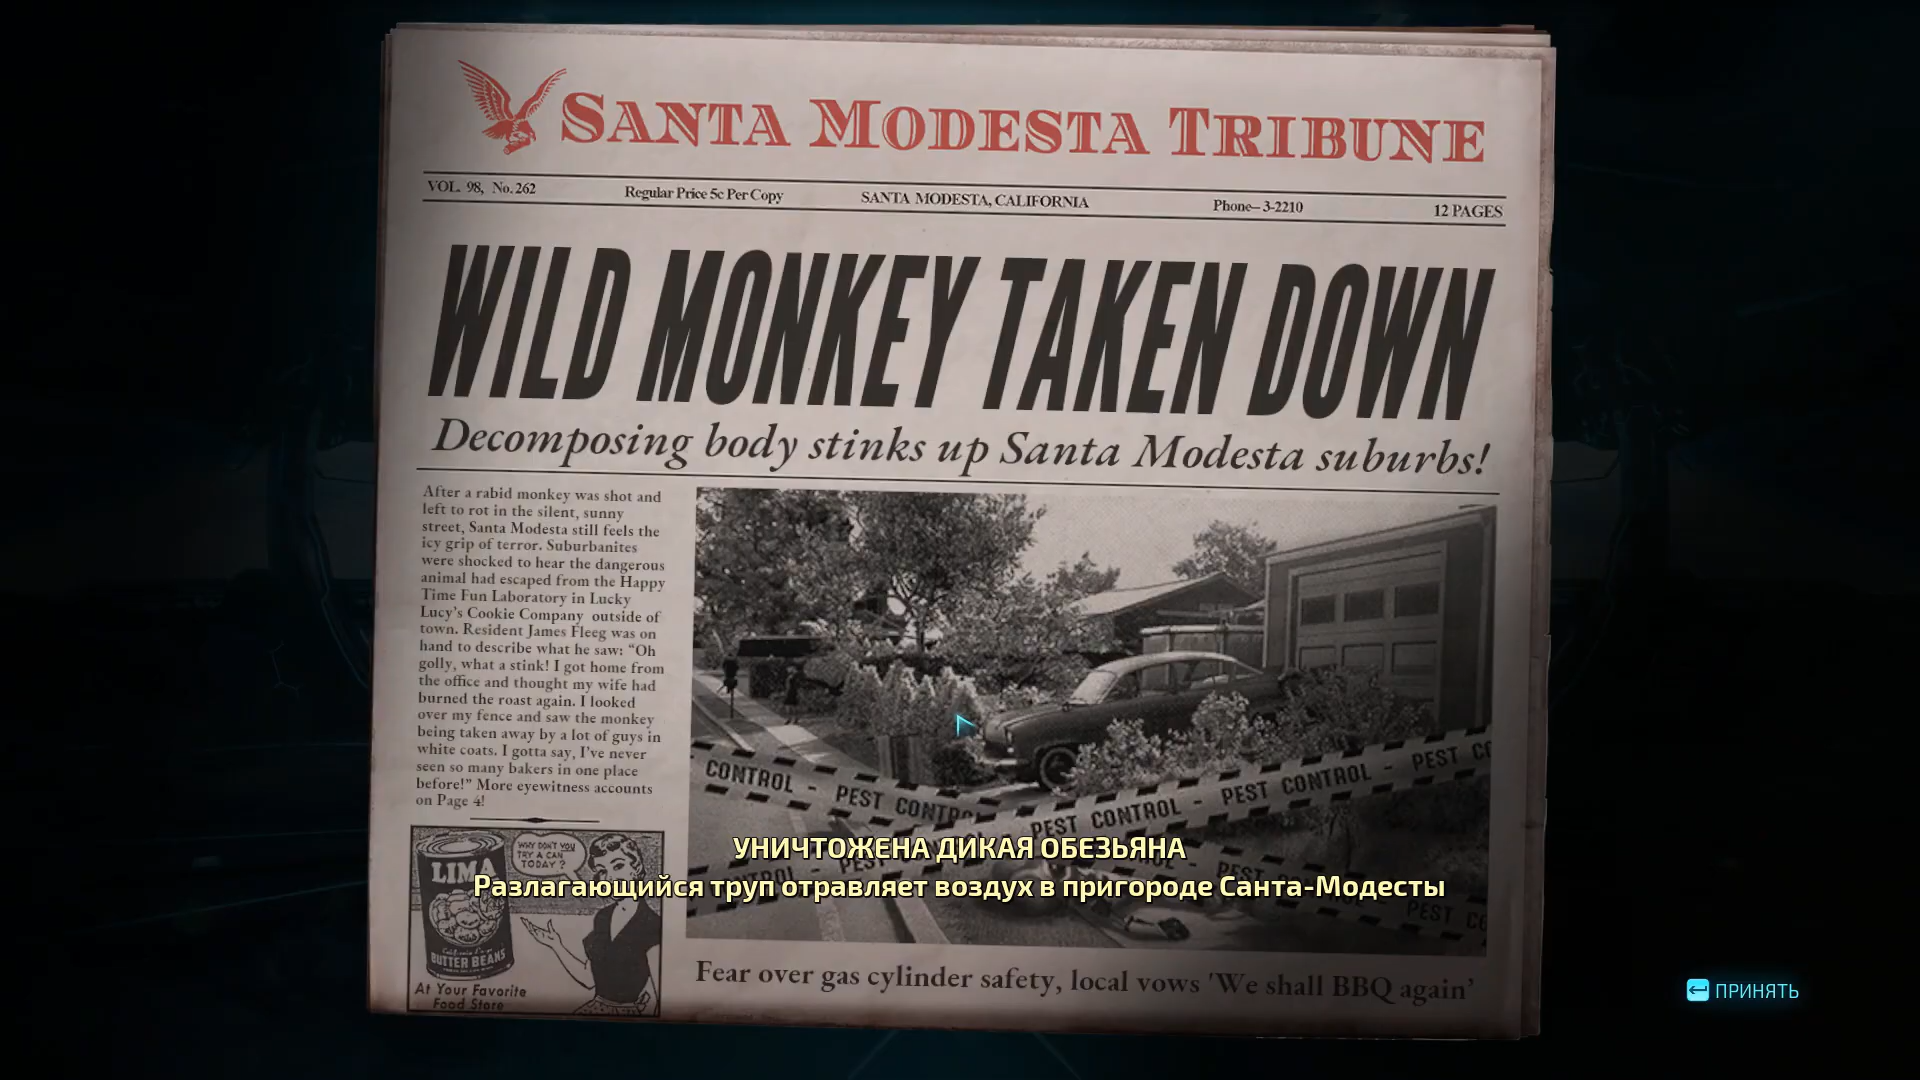 SANTA MODESTA TRIBUNE
VOL. 98, No. 262
Regular Price 5c Per Copy
SANTA MODESTA, CALIFORNIA
Phone– 3-2210
12 PAGES
WILD MONKEY TAKEN DOWN
Decomposing body stinks up Santa Modesta suburbs!
After a rabid monkey was shot and
left to rot in the silent, sunny
street, Santa Modesta still feels the
icy grip of terror. Suburbanites
were shocked to hear the dangerous
animal had escaped from the Happy
Time Fun Laboratory in Lucky
Lucy's Cookie Company outside of
town. Resident James Fleeg was on
hand to describe what he saw: "Oh
golly, what a stink! I got home from
the office and thought my wife had
burned the roast again. I looked
over my fence and saw the monkey
being taken away by a lot of guys in
white coats. I gotta say, I've never
seen so many bakers in one place
before!" More eyewitness accounts
on Page 4!
CONTROL - PEST CONTROL
PEST CONTROL - PEST CONTROL - PEST CO
WHY DON'T YOU
TRY A CAN
TODAY?
LIMA
BUTTER BEANS
At Your Favorite
Food Store
УНИЧТОЖЕНА ДИКАЯ ОБЕЗЬЯНА
Разлагающийся труп отравляет воздух в пригороде Санта-Модесты
Fear over gas cylinder safety, local vows 'We shall BBQ again'
ПРИНЯТЬ